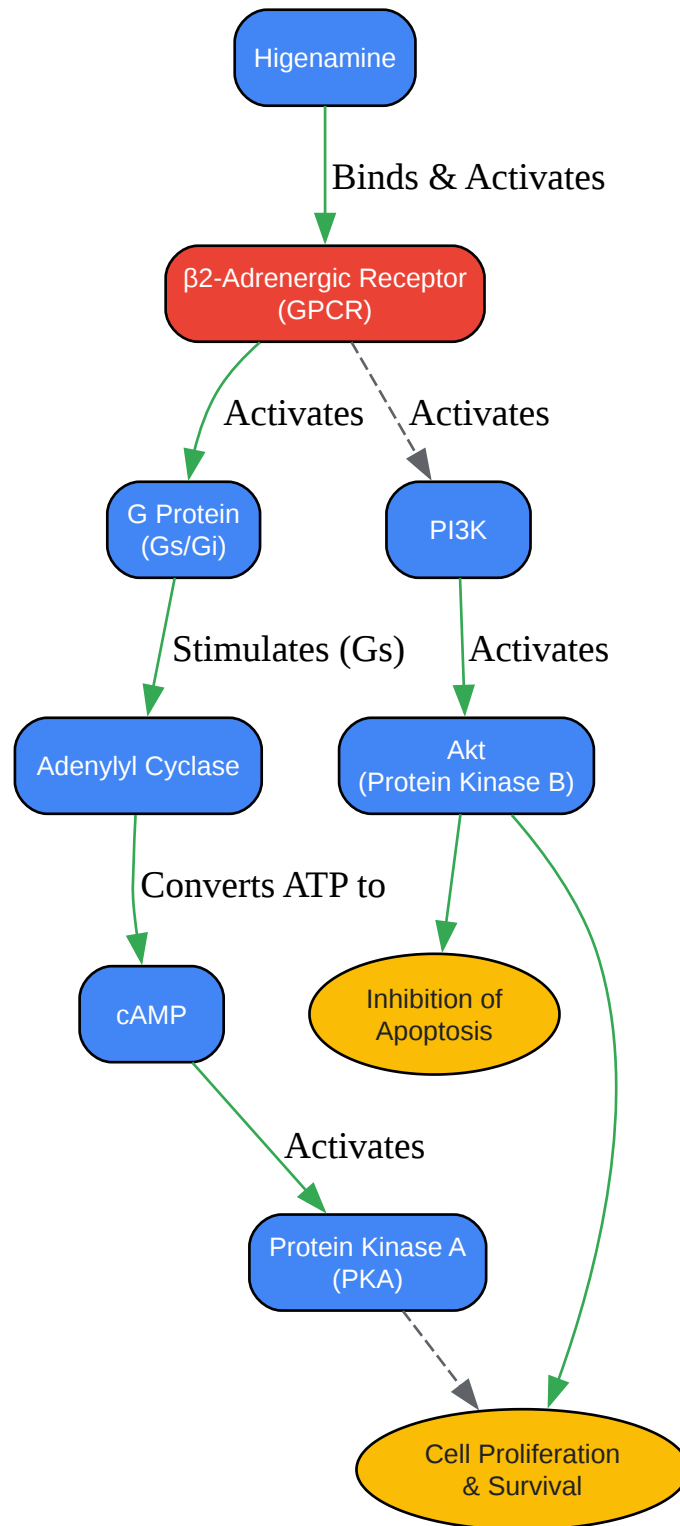 Higenamine
Binds & Activates
β2-Adrenergic Receptor
(GPCR)
Activates
Activates
G Protein
(Gs/Gi)
PI3K
Stimulates (Gs)
Activates
Adenylyl Cyclase
Akt
(Protein Kinase B)
Converts ATP to
Inhibition of
Apoptosis
cAMP
Activates
Protein Kinase A
(PKA)
Cell Proliferation
& Survival